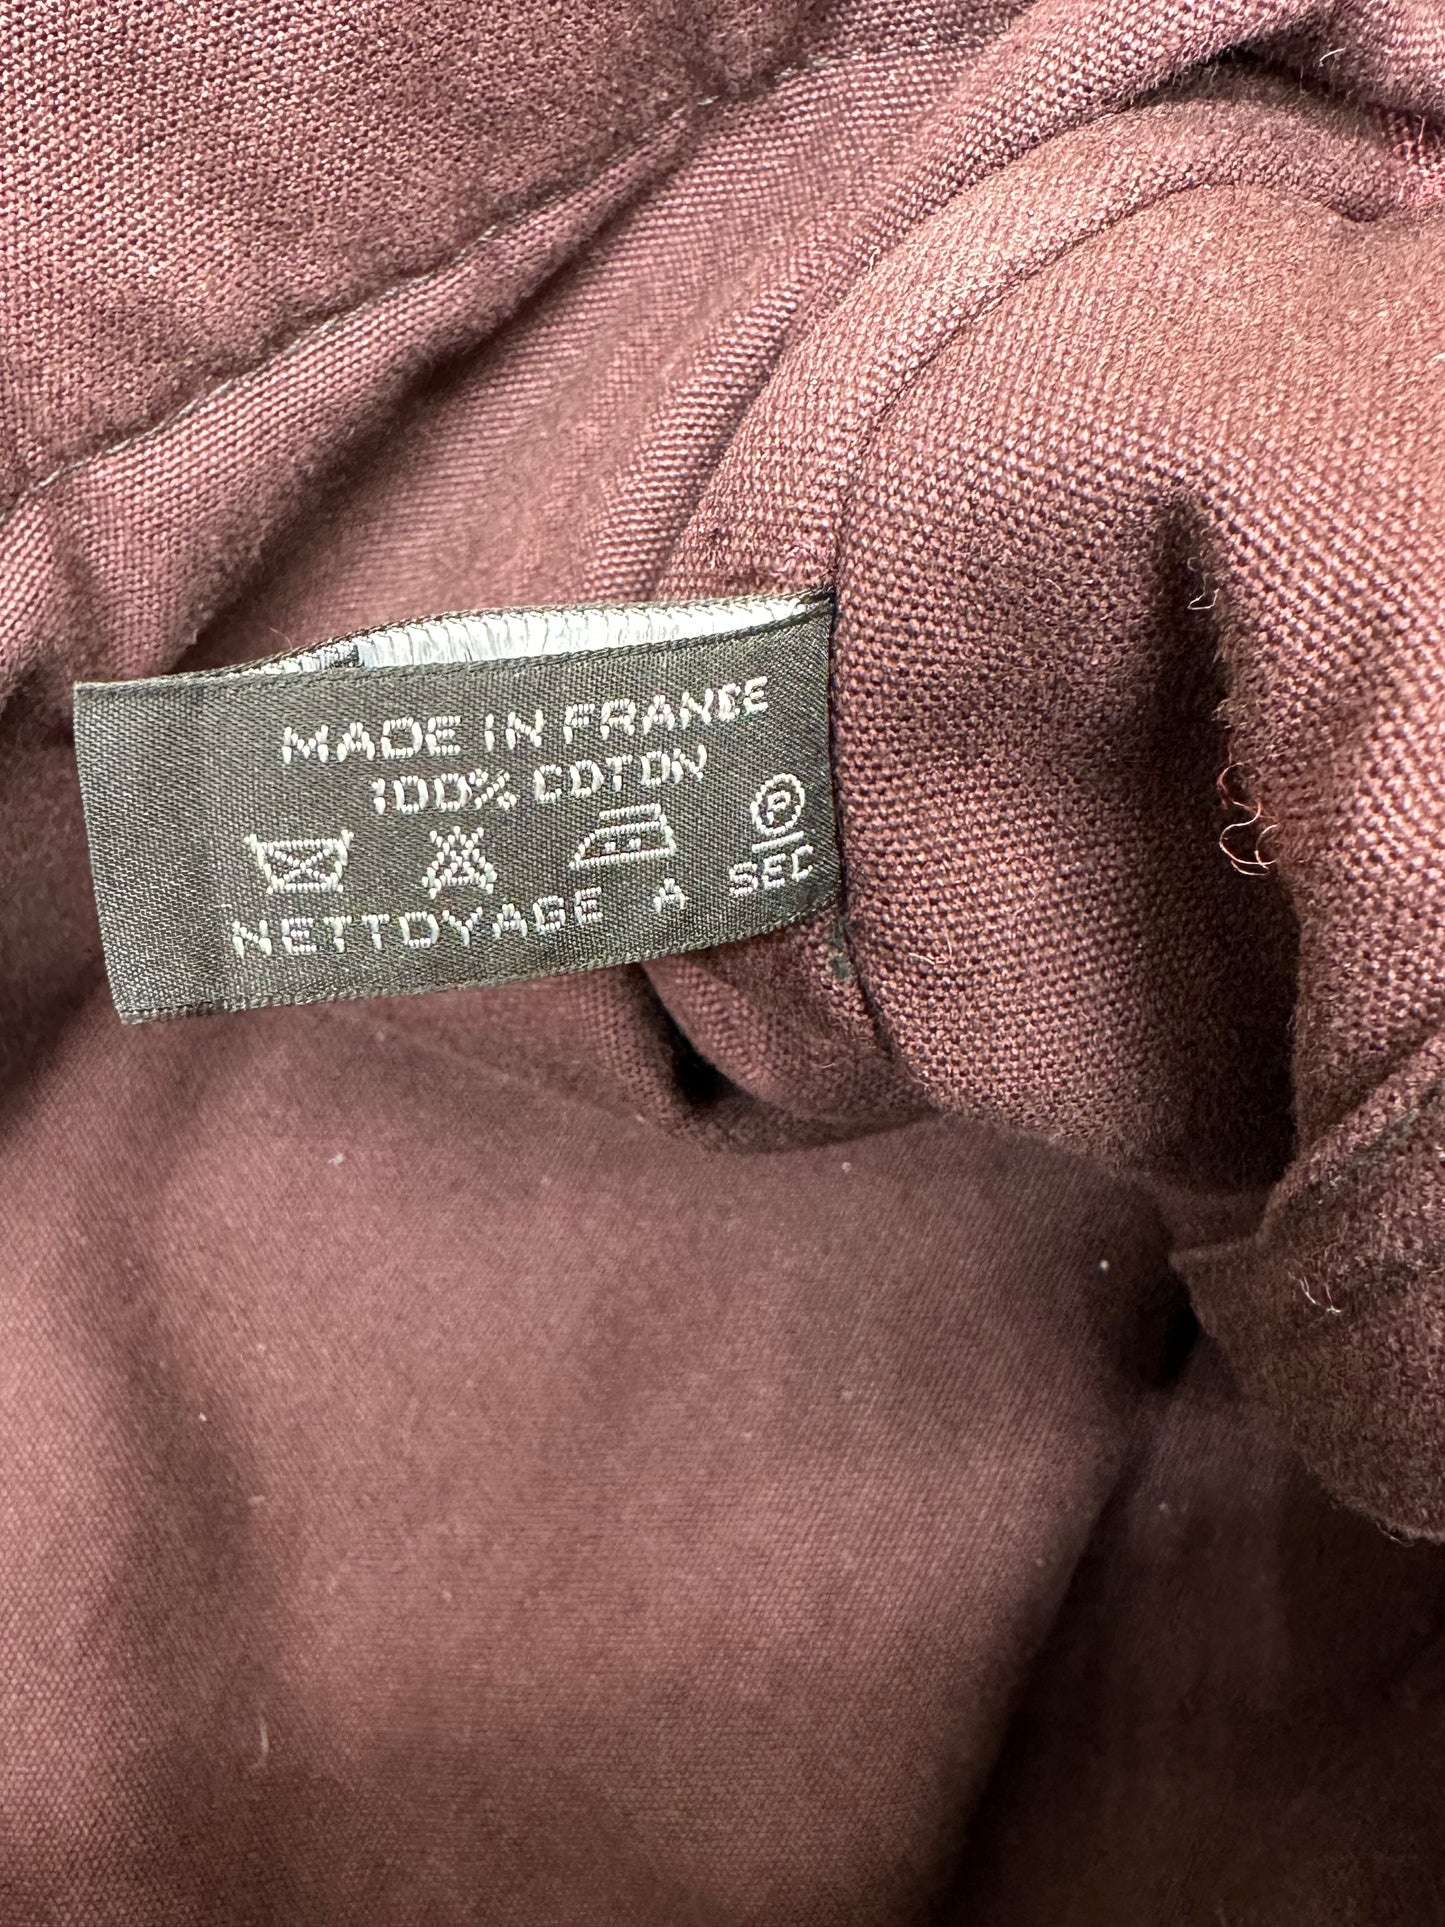 MADE IN FRANCE
100% COTON
P
NETTOYAGE A SEC